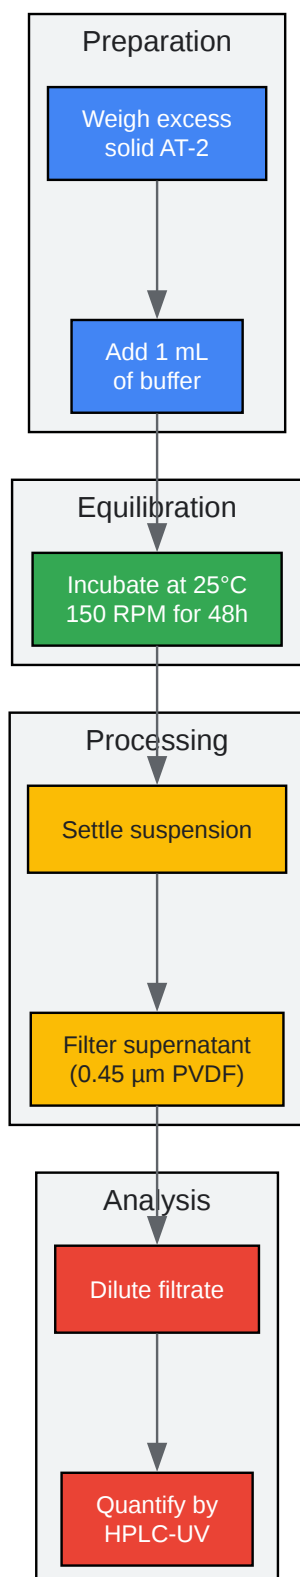 Preparation
Weigh excess
solid AT-2
Add 1 mL
of buffer
Equilibration
Incubate at 25°C
150 RPM for 48h
Processing
Settle suspension
Filter supernatant
(0.45 µm PVDF)
Analysis
Dilute filtrate
Quantify by
HPLC-UV